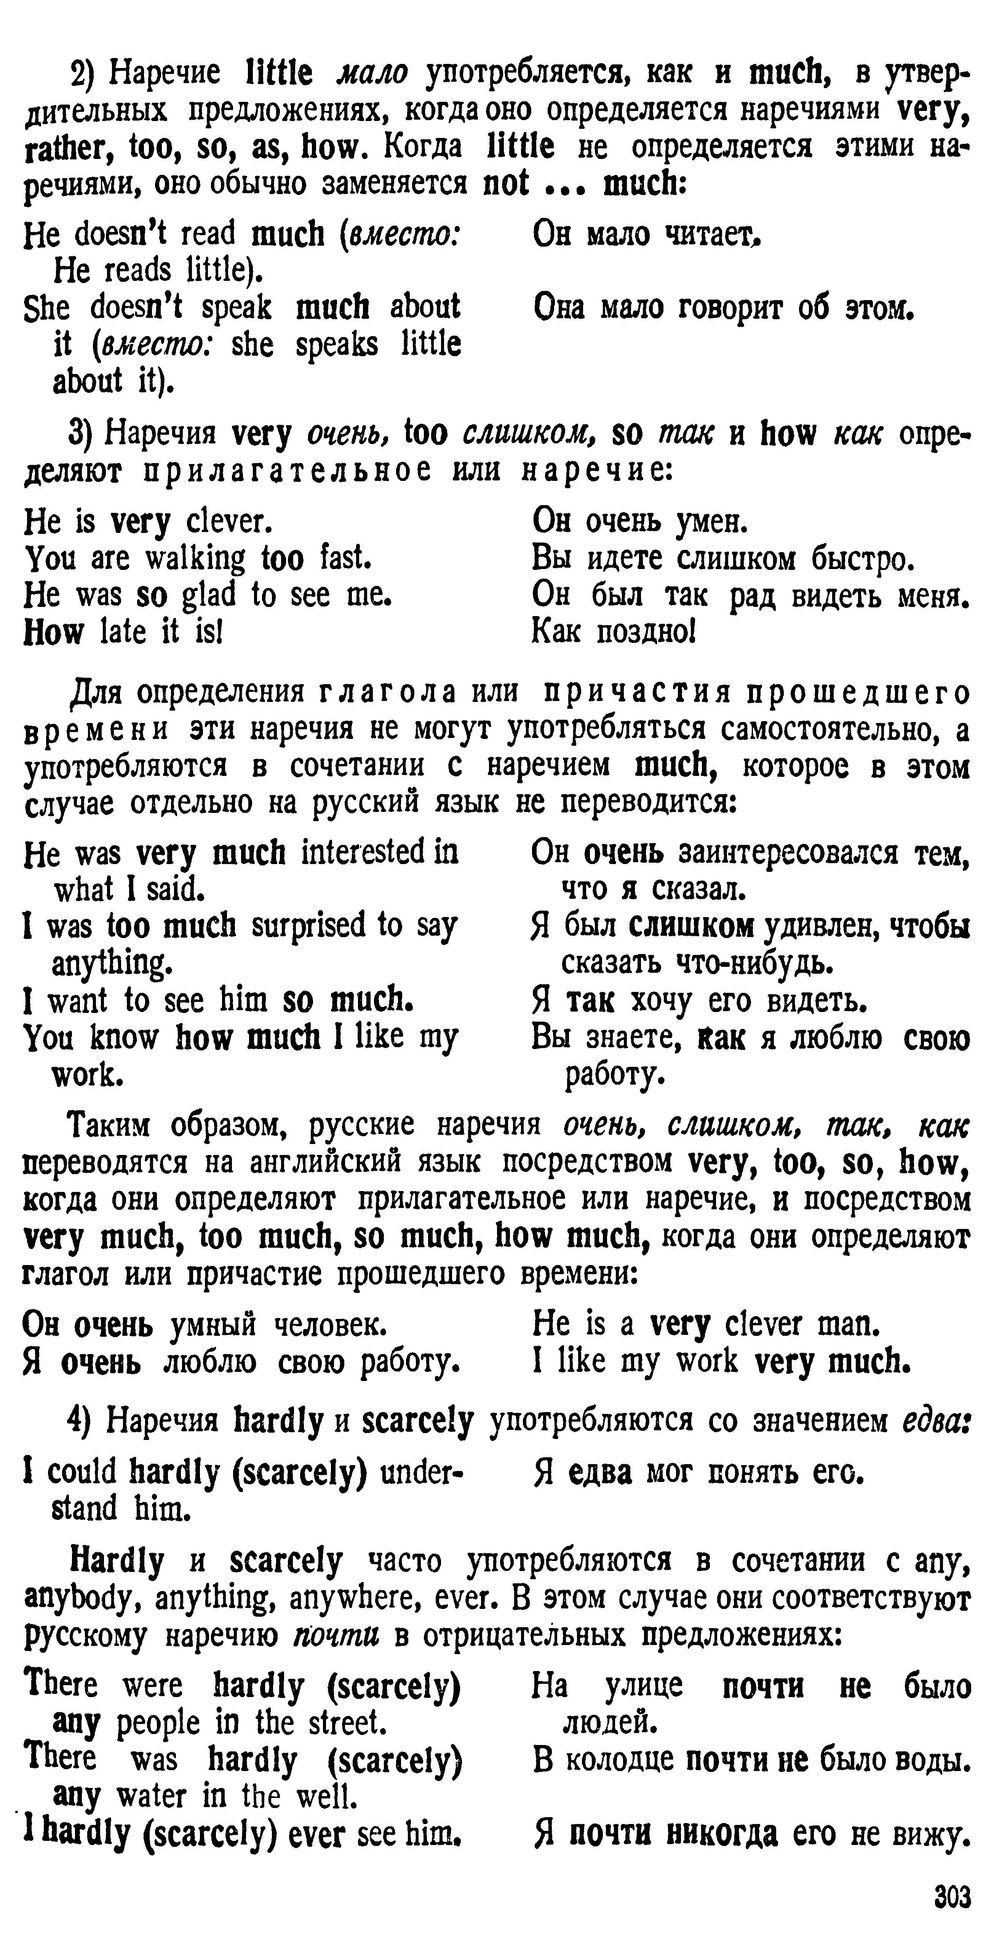 2) Наречие little мало употребляется, как и much, в утвер-
дительных предложениях, когда оно определяется наречиями very,
rather, too, so, as, how. Когда little не определяется этими на-
речиями, оно обычно заменяется not ... much:
He doesn't read much (вместо: Он мало читает.
He reads little).
She doesn't speak much about Она мало говорит об этом.
it (вместо: she speaks little
about it).
3) Наречия very очень, too слишком, so так и how как опре-
деляют прилагательное или наречие:
He is very clever. Он очень умен.
You are walking too fast. Вы идете слишком быстро.
He was so glad to see me. Он был так рад видеть меня.
How late it is! Как поздно!
Для определения глагола или причастия прошедшего
времени эти наречия не могут употребляться самостоятельно, а
употребляются в сочетании с наречием much, которое в этом
случае отдельно на русский язык не переводится:
He was very much interested in Он очень заинтересовался тем,
what I said. что я сказал.
I was too much surprised to say Я был слишком удивлен, чтобы
anything. сказать что-нибудь.
I want to see him so much. Я так хочу его видеть.
You know how much I like my Вы знаете, как я люблю свою
work. работу.
Таким образом, русские наречия очень, слишком, так, как
переводятся на английский язык посредством very, too, so, how,
когда они определяют прилагательное или наречие, и посредством
very much, too much, so much, how much, когда они определяют
глагол или причастие прошедшего времени:
Он очень умный человек. He is a very clever man.
Я очень люблю свою работу. I like my work very much.
4) Наречия hardly и scarcely употребляются со значением едва:
I could hardly (scarcely) under- Я едва мог понять его.
stand him.
Hardly и scarcely часто употребляются в сочетании с any,
anybody, anything, anywhere, ever. В этом случае они соответствуют
русскому наречию почти в отрицательных предложениях:
There were hardly (scarcely) На улице почти не было
any people in the street. людей.
There was hardly (scarcely) В колодце почти не было воды.
any water in the well.
I hardly (scarcely) ever see him. Я почти никогда его не вижу.
303